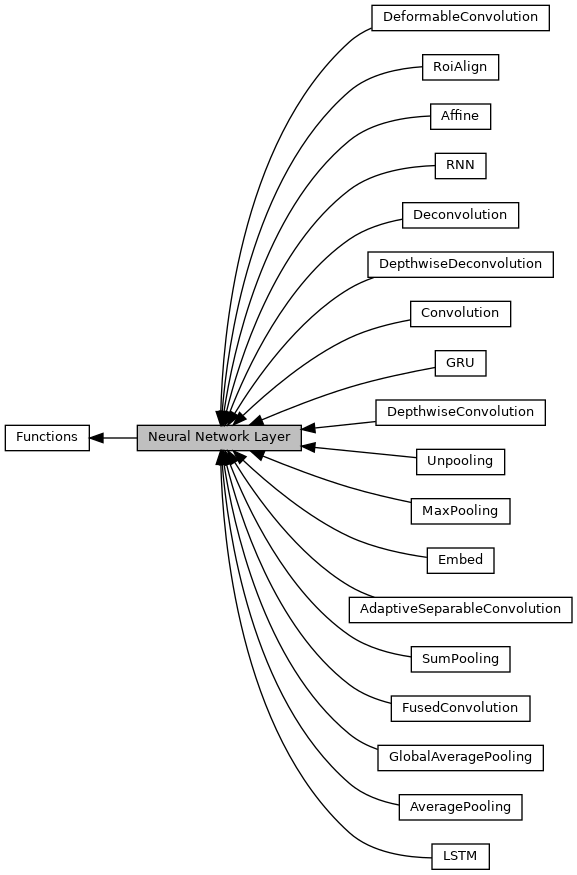 DeformableConvolution
RoiAlign
Affine
RNN
Deconvolution
DepthwiseDeconvolution
Convolution
GRU
DepthwiseConvolution
Functions
Neural Network Layer
Unpooling
MaxPooling
Embed
AdaptiveSeparableConvolution
SumPooling
FusedConvolution
GlobalAveragePooling
AveragePooling
LSTM